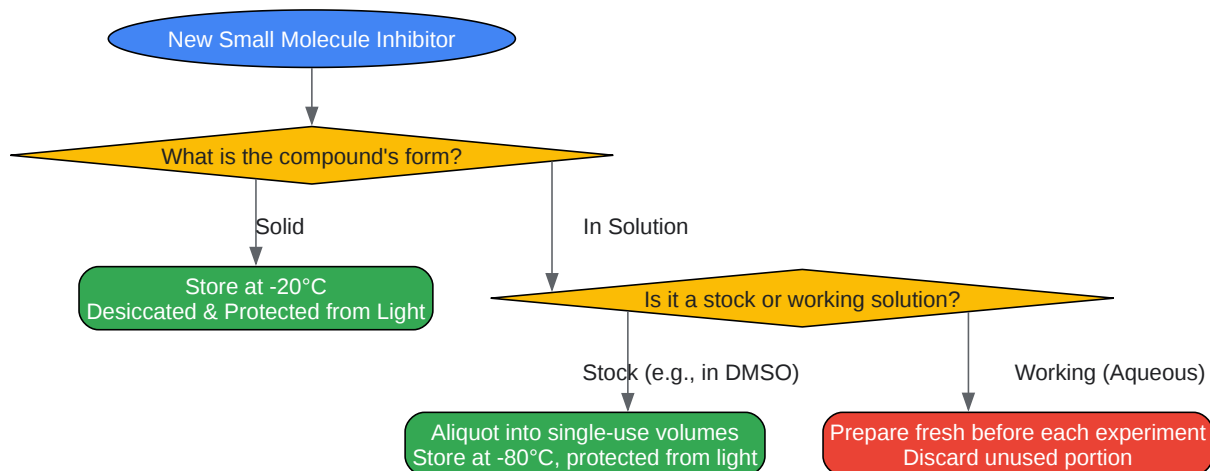 New Small Molecule Inhibitor
What is the compound's form?
Solid
In Solution
Store at -20°C
Desiccated & Protected from Light
Is it a stock or working solution?
Stock (e.g., in DMSO)
Working (Aqueous)
Aliquot into single-use volumes
Store at -80°C, protected from light
Prepare fresh before each experiment
Discard unused portion